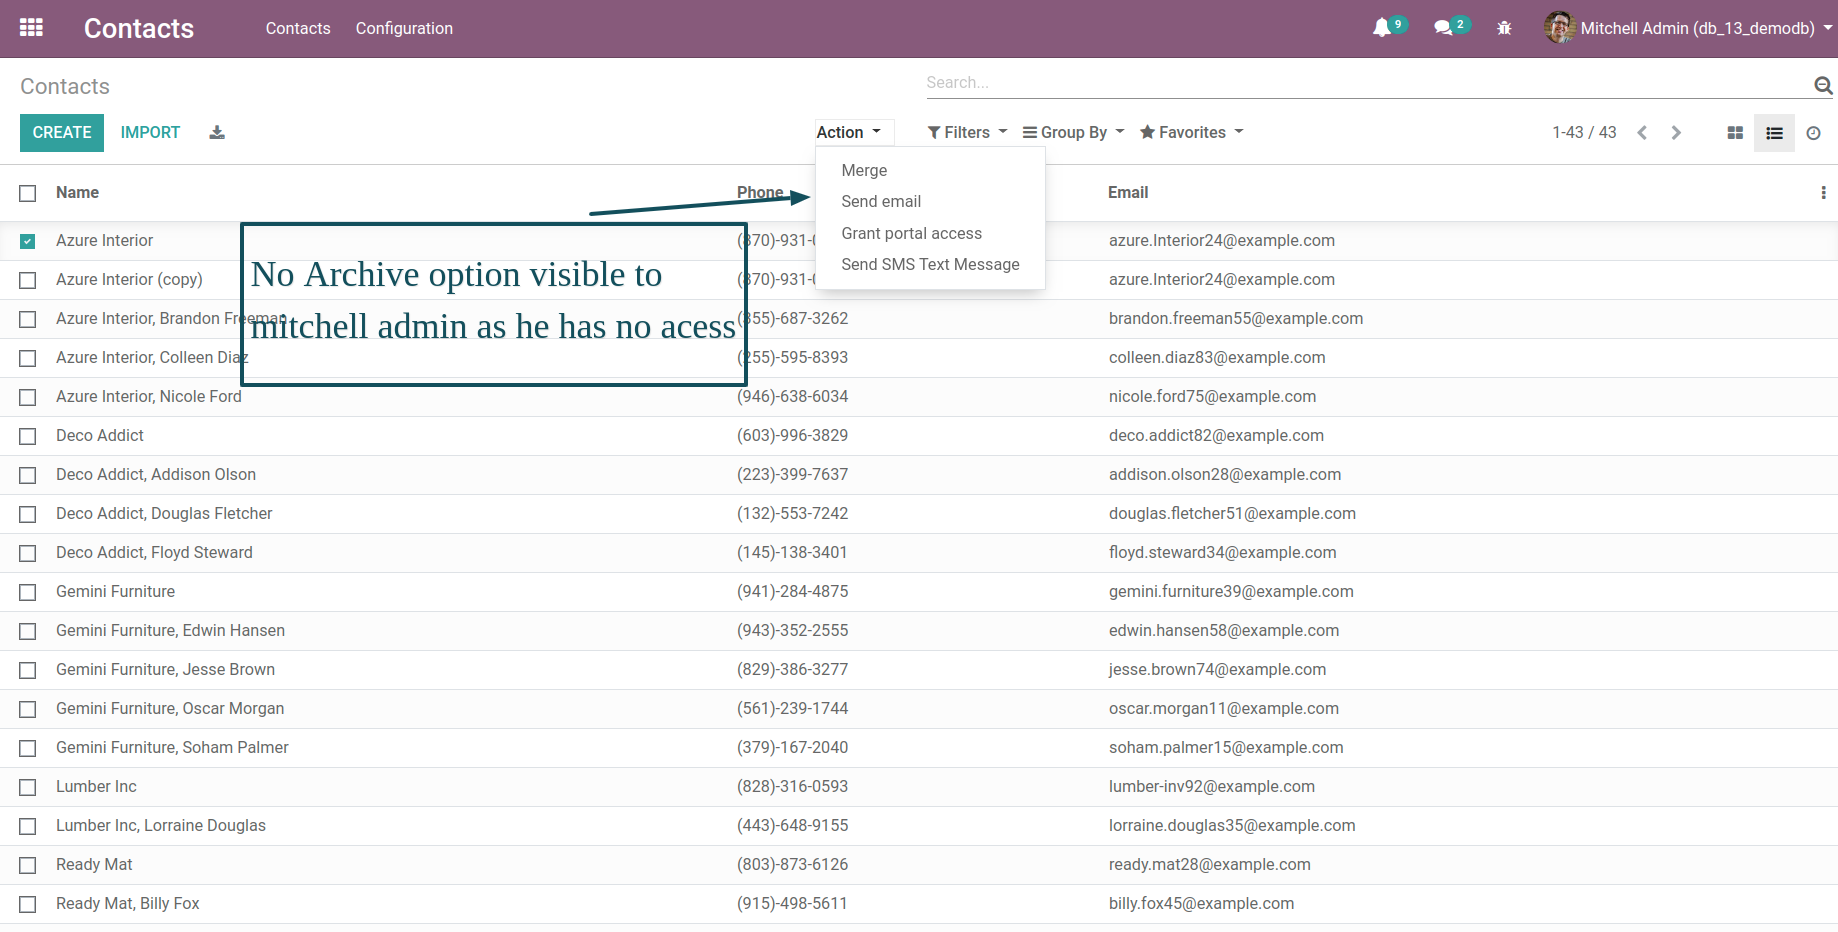 Contacts Contacts Configuration 9 2 Mitchell Admin (db_13_demodb)
Contacts Search...
CREATE IMPORT Action Filters Group By Favorites 1-43 / 43
Merge
Send email
Grant portal access
Send SMS Text Message
Name Phone Email
No Archive option visible to
mitchell admin as he has no acess
Azure Interior (870)-931- azure.Interior24@example.com
Azure Interior (copy) (870)-931- azure.Interior24@example.com
Azure Interior, Brandon Freeman (355)-687-3262 brandon.freeman55@example.com
Azure Interior, Colleen Diaz (255)-595-8393 colleen.diaz83@example.com
Azure Interior, Nicole Ford (946)-638-6034 nicole.ford75@example.com
Deco Addict (603)-996-3829 deco.addict82@example.com
Deco Addict, Addison Olson (223)-399-7637 addison.olson28@example.com
Deco Addict, Douglas Fletcher (132)-553-7242 douglas.fletcher51@example.com
Deco Addict, Floyd Steward (145)-138-3401 floyd.steward34@example.com
Gemini Furniture (941)-284-4875 gemini.furniture39@example.com
Gemini Furniture, Edwin Hansen (943)-352-2555 edwin.hansen58@example.com
Gemini Furniture, Jesse Brown (829)-386-3277 jesse.brown74@example.com
Gemini Furniture, Oscar Morgan (561)-239-1744 oscar.morgan11@example.com
Gemini Furniture, Soham Palmer (379)-167-2040 soham.palmer15@example.com
Lumber Inc (828)-316-0593 lumber-inv92@example.com
Lumber Inc, Lorraine Douglas (443)-648-9155 lorraine.douglas35@example.com
Ready Mat (803)-873-6126 ready.mat28@example.com
Ready Mat, Billy Fox (915)-498-5611 billy.fox45@example.com